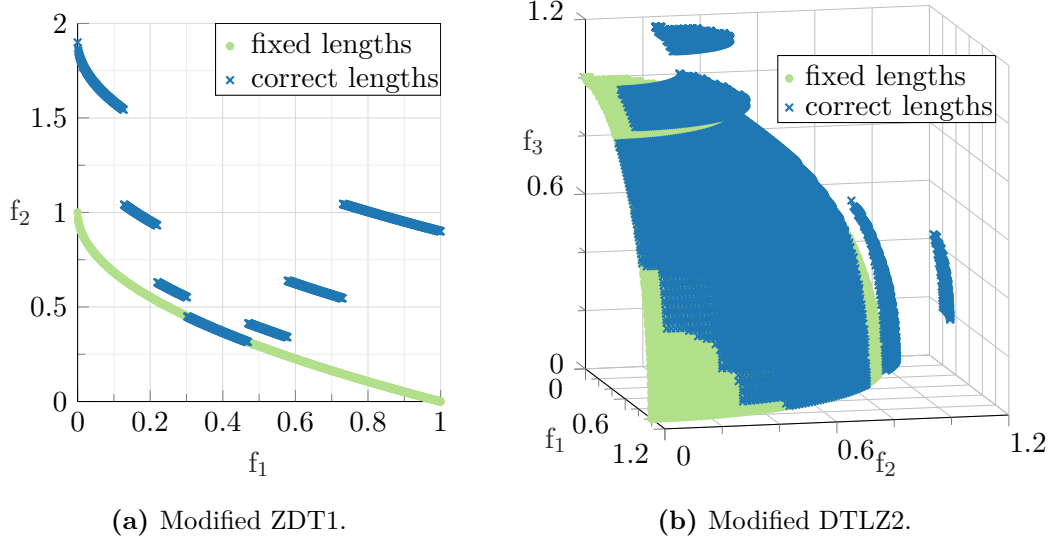 2
1.5
1
0.5
0
f2
0
0.2
0.4
0.6
0.8
1
f1
fixed lengths
correct lengths
(a) Modified ZDT1.
1.2
0.6
0
f3
0
0.6
1.2
f1
0
0.6
1.2
f2
fixed lengths
correct lengths
(b) Modified DTLZ2.